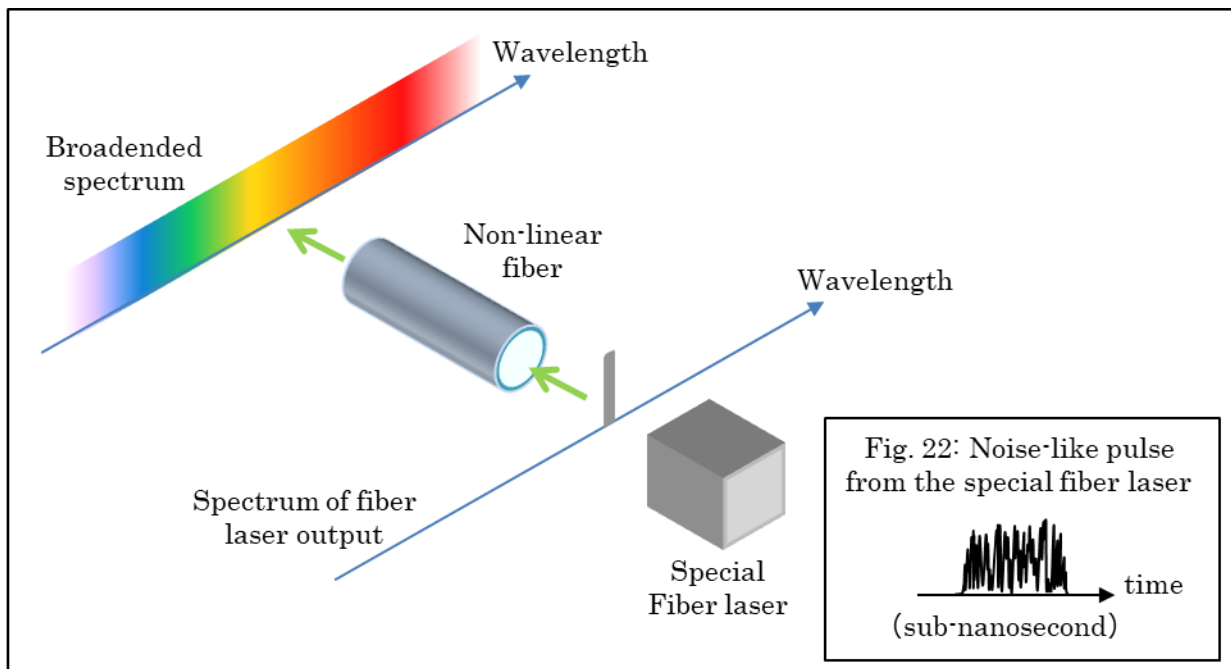 Wavelength
Broadended
spectrum
Non-linear
fiber
Wavelength
Spectrum of fiber
laser output
Special
Fiber laser
Fig. 22: Noise-like pulse
from the special fiber laser
time
(sub-nanosecond)